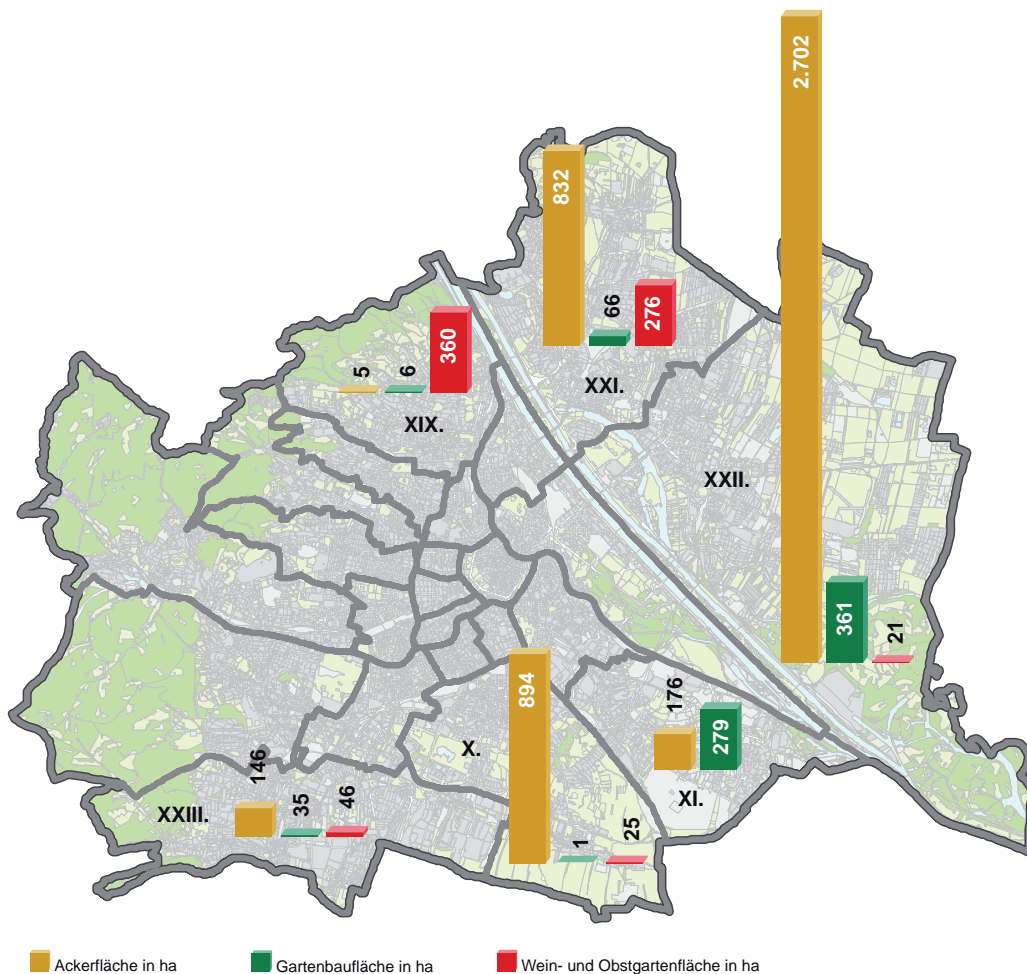 2.702
832
66
276
5
6
360
XXI.
XIX.
XXII.
361
21
894
176
279
X.
146
35
46
XXIII.
XI.
1
25
Ackerfläche in ha
Gartenbaufläche in ha
Wein- und Obstgartenfläche in ha